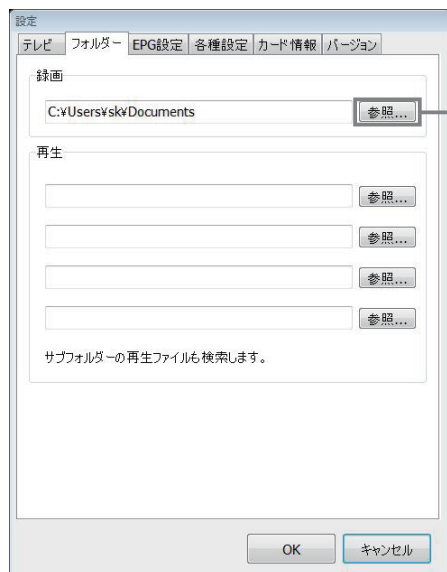 設定
テレビ フォルダー EPG設定 各種設定 カード情報 バージョン
録画
C:¥Users¥sk¥Documents 参照...
再生
参照...
参照...
参照...
参照...
サブフォルダーの再生ファイルも検索します。
OK キャンセル